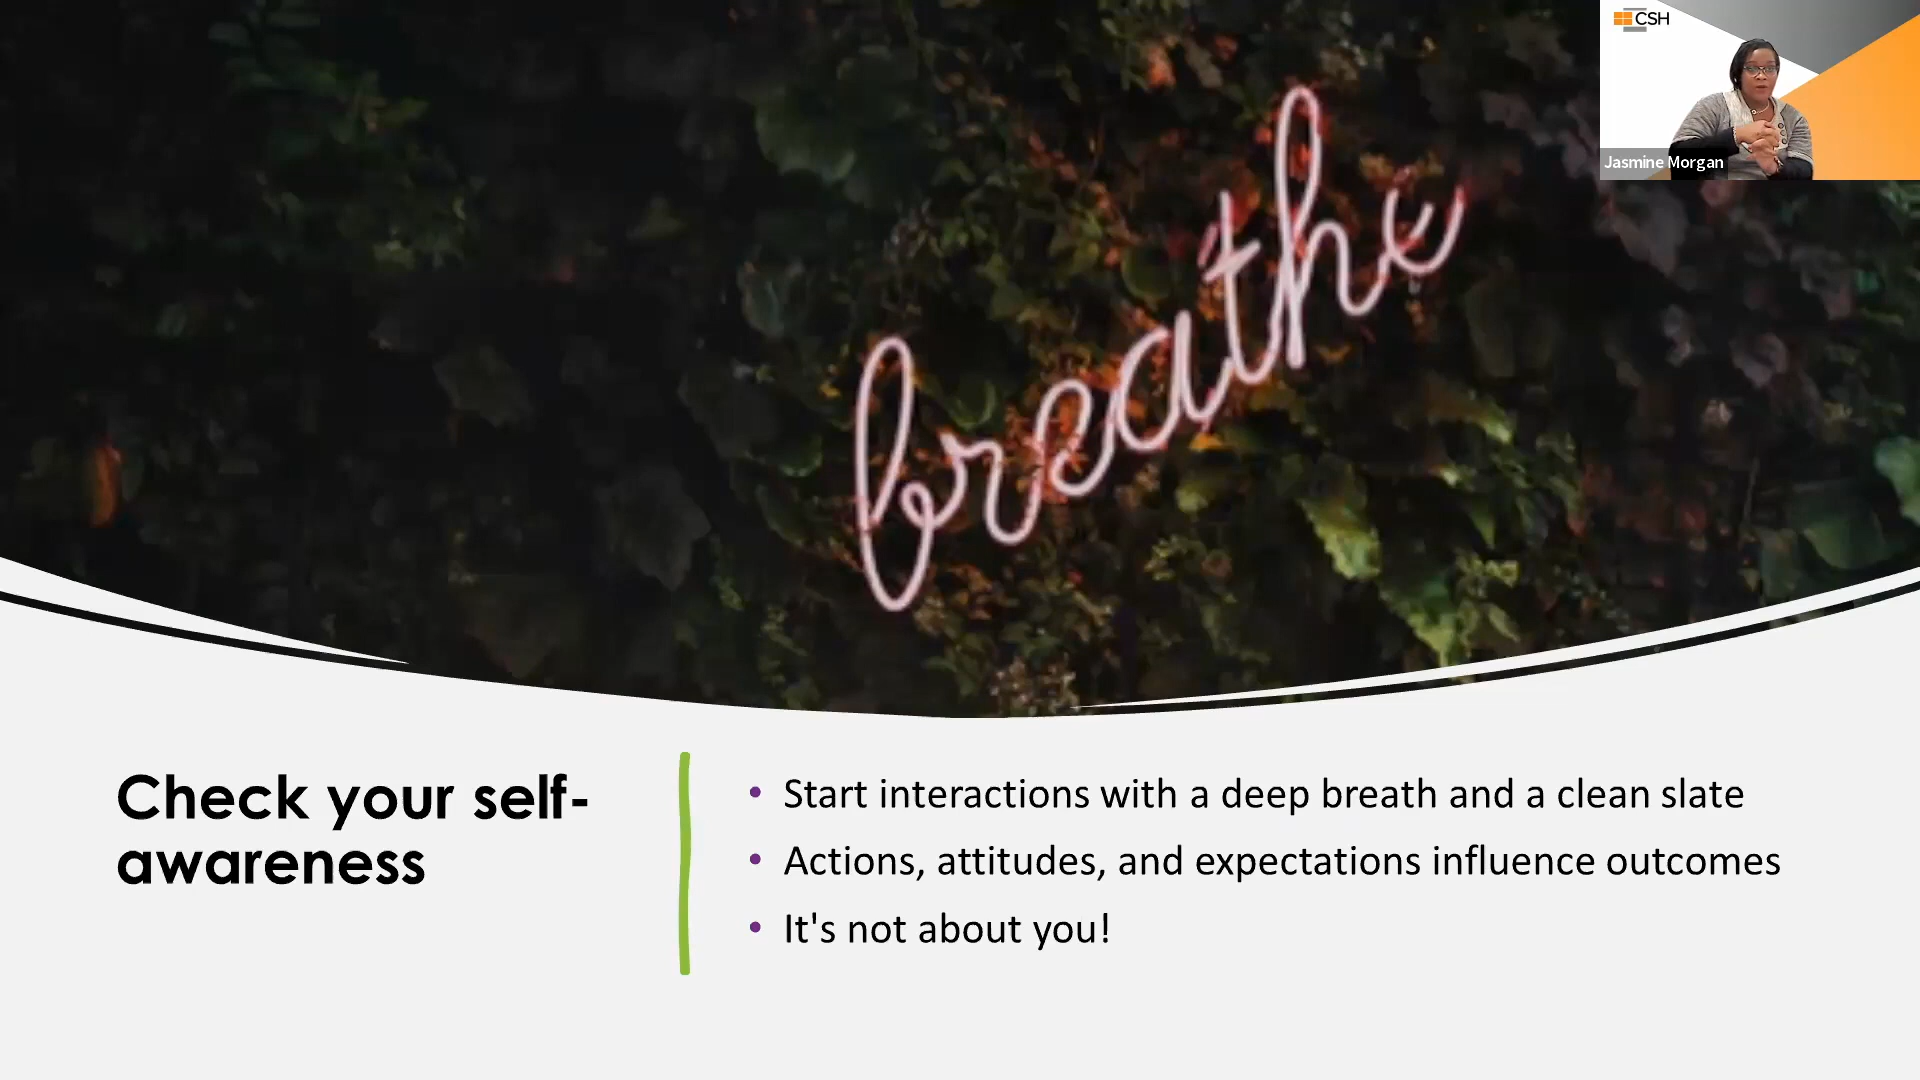 CSH
Jasmine Morgan
breathe
Check your self-
awareness
• Start interactions with a deep breath and a clean slate
• Actions, attitudes, and expectations influence outcomes
• It's not about you!